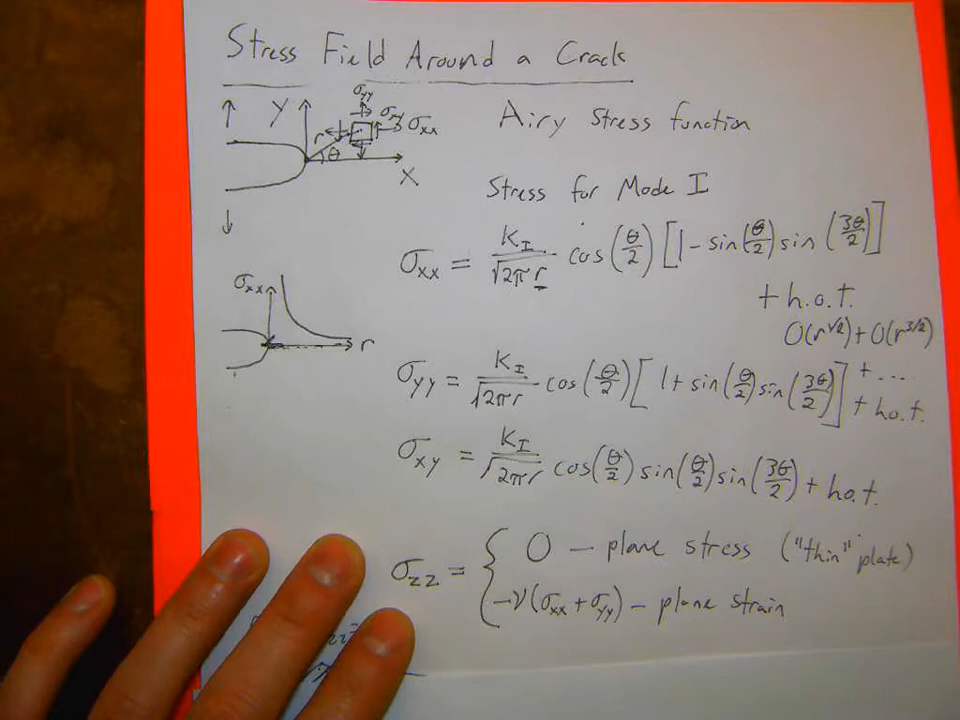 Stress Field Around a Crack
σyy
Y σxy σxx
r θ
X
Airy stress function
Stress for Mode I
σxx = K_I/√2πr cos(θ/2) [1 - sin(θ/2) sin (3θ/2)]
+ h.o.t.
O(r^1/2) + O(r^3/2)
σxx
r
σyy = K_I/√2πr cos(θ/2) [1 + sin(θ/2) sin(3θ/2)] + ....
+ h.o.t.
σxy = K_I/√2πr cos(θ/2) sin(θ/2) sin(3θ/2) + h.o.t.
σzz = { 0 — plane stress ("thin" plate)
-ν(σxx + σyy) — plane strain